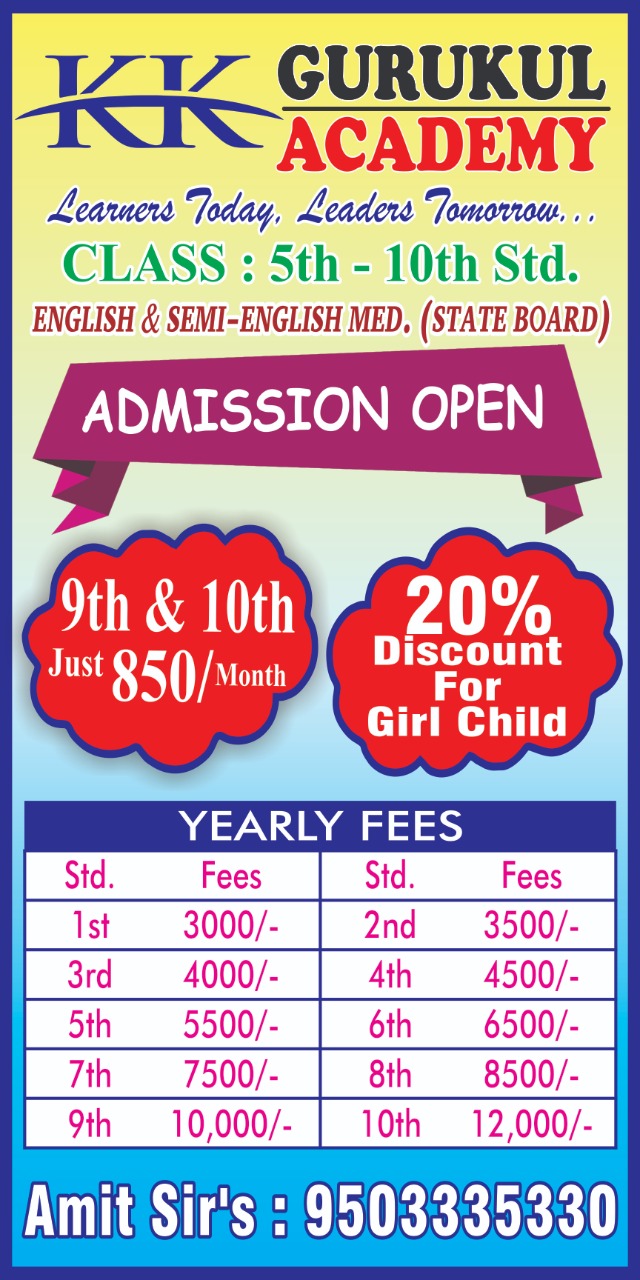 KK
GURUKUL
ACADEMY
Learners Today, Leaders Tomorrow...
CLASS : 5th - 10th Std.
ENGLISH & SEMI-ENGLISH MED. (STATE BOARD)
ADMISSION OPEN
9th & 10th
Just 850/Month
20%
Discount
For
Girl Child
YEARLY FEES
Std. Fees Std. Fees
1st 3000/- 2nd 3500/-
3rd 4000/- 4th 4500/-
5th 5500/- 6th 6500/-
7th 7500/- 8th 8500/-
9th 10,000/- 10th 12,000/-
Amit Sir's : 9503335330